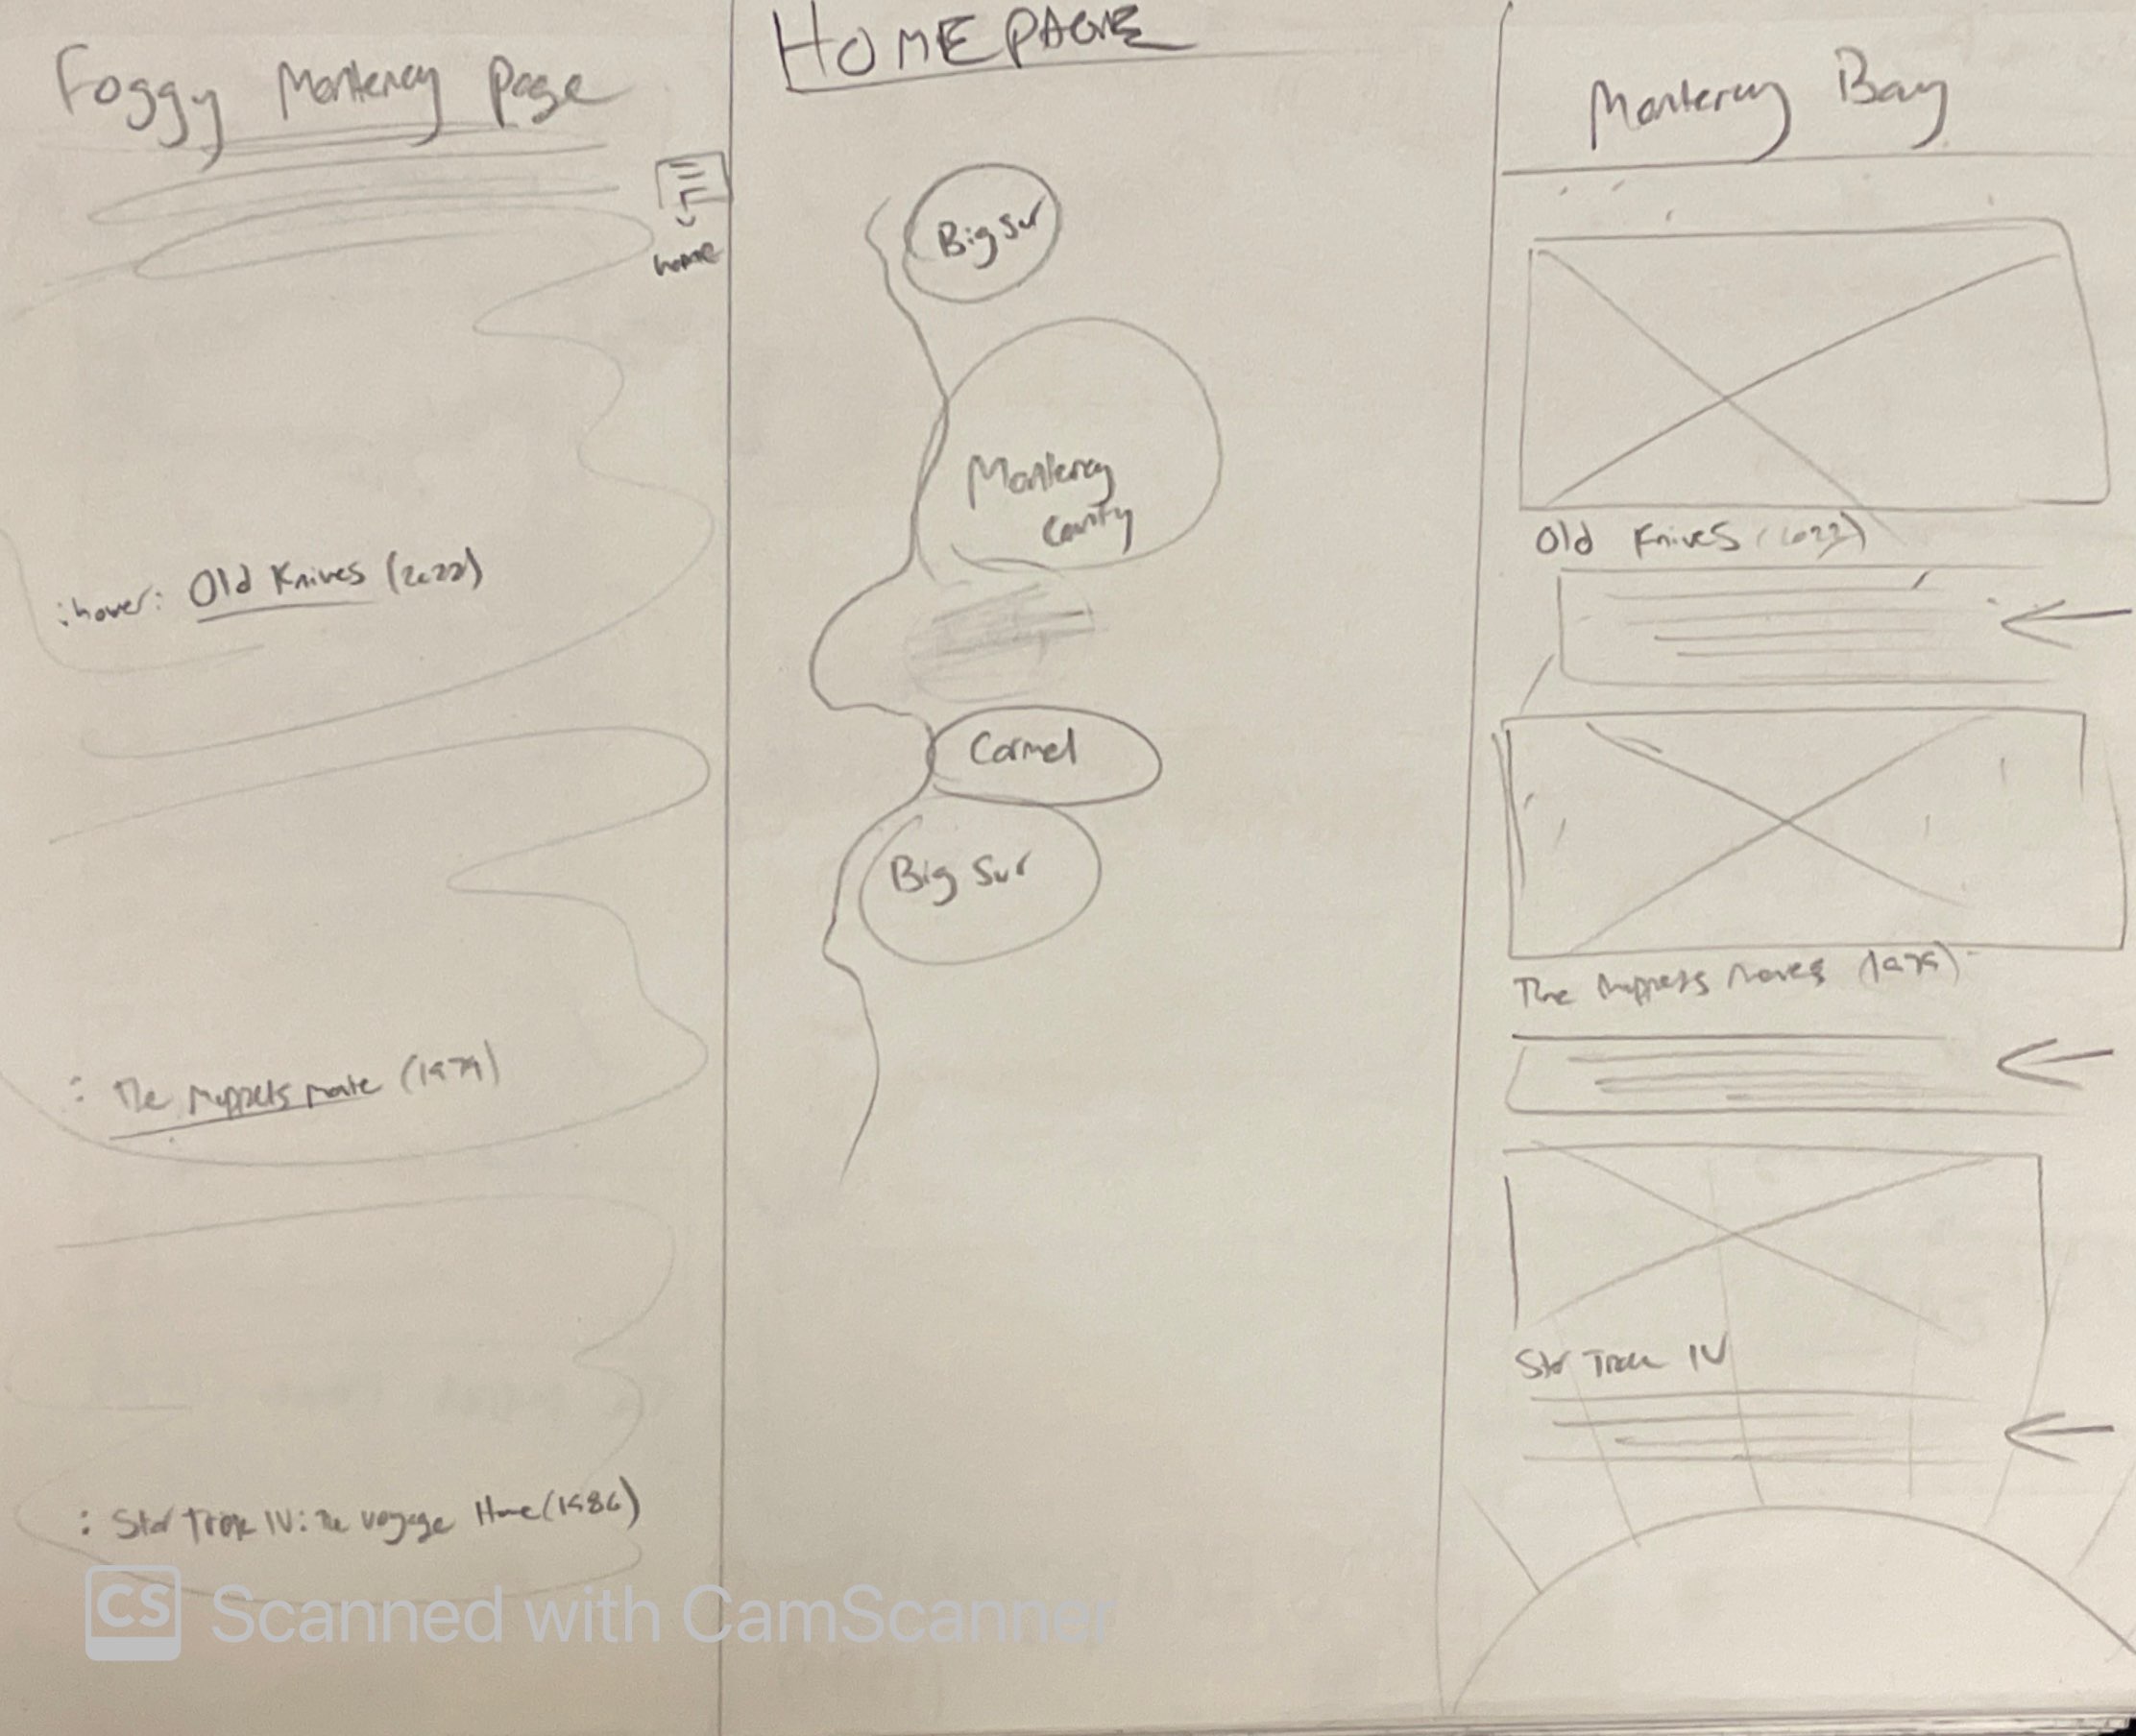 Foggy Monterey Page
home
:hover: Old Knives (2022)
: The Muppets Movie (1979)
: Star Trek IV: The Voyage Home (1986)
HOMEPAGE
Big Sur
Monterey
County
Carmel
Big Sur
Monterey Bay
Old Knives (2022)
The Muppets Movies (1979)
Star Trek IV
CS Scanned with CamScanner